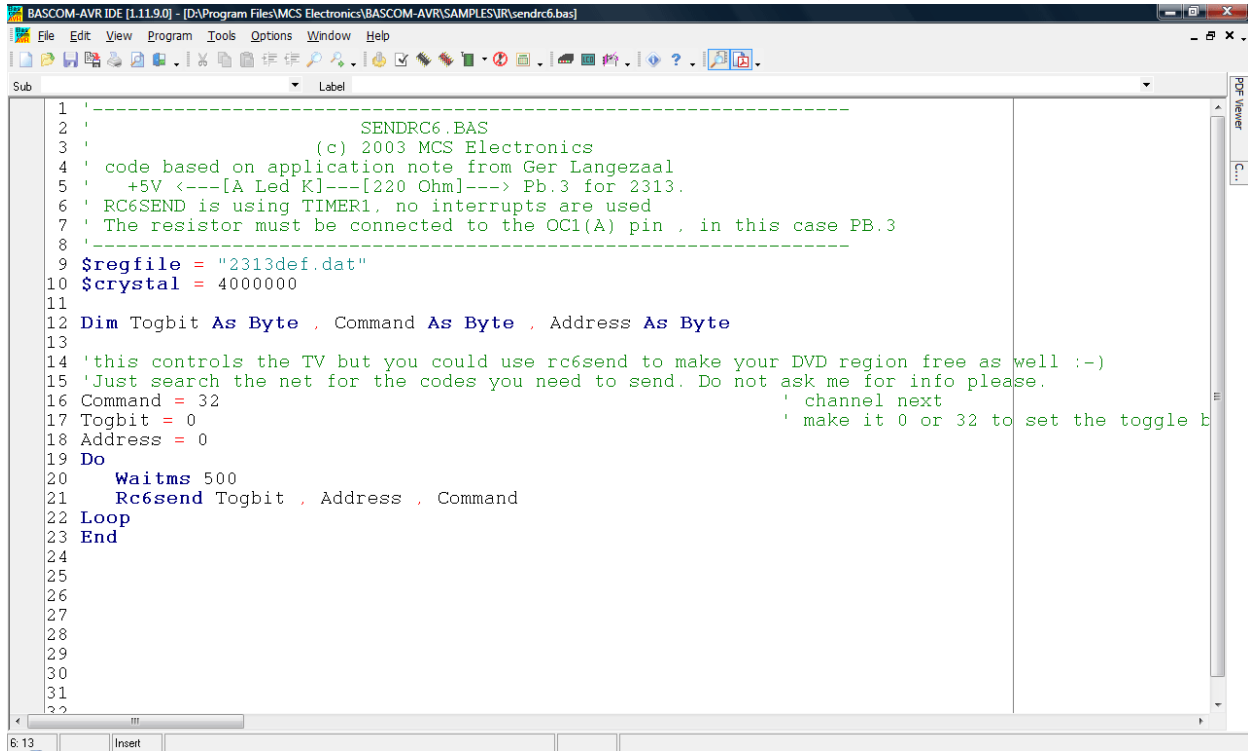 BASCOM-AVR IDE [1.11.9.0] - [D:\Program Files\MCS Electronics\BASCOM-AVR\SAMPLES\IR\sendrc6.bas]
File Edit View Program Tools Options Window Help
Sub Label
PDF Viewer
C...
1 '-----------------------------------------------------------------
2 ' SENDRC6.BAS
3 ' (c) 2003 MCS Electronics
4 ' code based on application note from Ger Langezaal
5 ' +5V <---[A Led K]---[220 Ohm]---> Pb.3 for 2313.
6 ' RC6SEND is using TIMER1, no interrupts are used
7 ' The resistor must be connected to the OC1(A) pin , in this case PB.3
8 '-----------------------------------------------------------------
9 $regfile = "2313def.dat"
10 $crystal = 4000000
11
12 Dim Togbit As Byte , Command As Byte , Address As Byte
13
14 'this controls the TV but you could use rc6send to make your DVD region free as well :-)
15 'Just search the net for the codes you need to send. Do not ask me for info please.
16 Command = 32 ' channel next
17 Togbit = 0 ' make it 0 or 32 to set the toggle b
18 Address = 0
19 Do
20 Waitms 500
21 Rc6send Togbit , Address , Command
22 Loop
23 End
24
25
26
27
28
29
30
31
32
6: 13 Insert